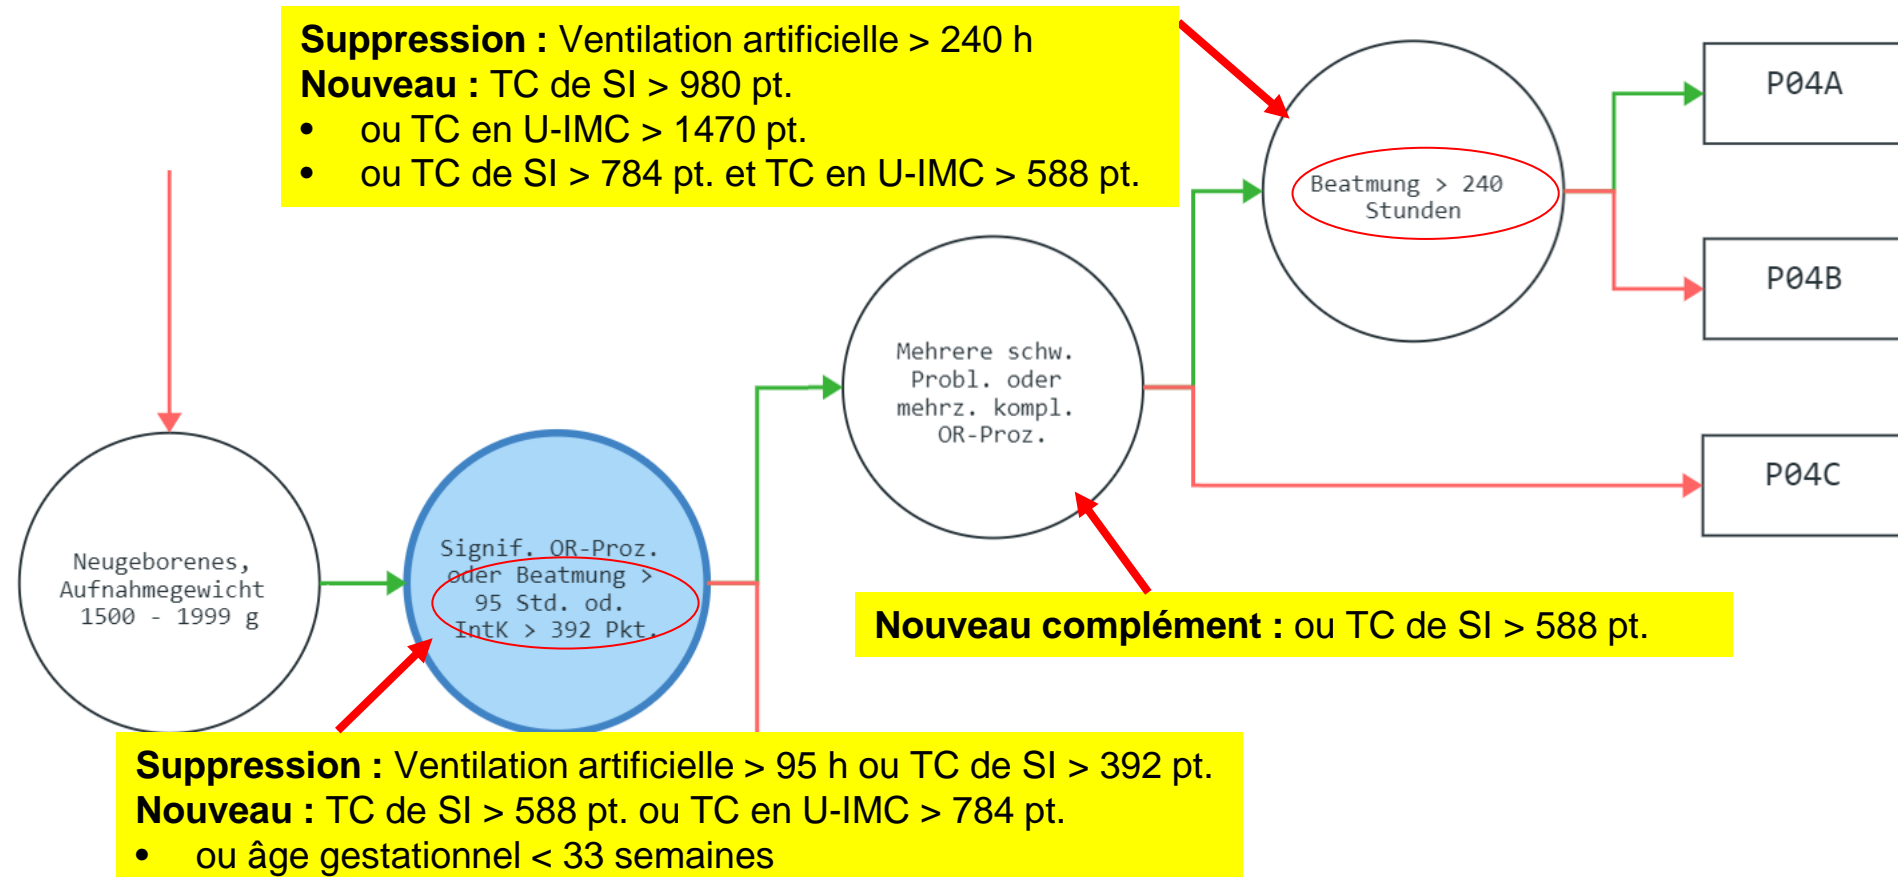 Suppression : Ventilation artificielle > 240 h
Nouveau : TC de SI > 980 pt.
• ou TC en U-IMC > 1470 pt.
• ou TC de SI > 784 pt. et TC en U-IMC > 588 pt.
Beatmung > 240
Stunden
P04A
P04B
Mehrere schw.
Probl. oder
mehrz. kompl.
OR-Proz.
P04C
Neugeborenes,
Aufnahmegewicht
1500 - 1999 g
Signif. OR-Proz.
oder Beatmung >
95 Std. od.
IntK > 392 Pkt.
Nouveau complément : ou TC de SI > 588 pt.
Suppression : Ventilation artificielle > 95 h ou TC de SI > 392 pt.
Nouveau : TC de SI > 588 pt. ou TC en U-IMC > 784 pt.
• ou âge gestationnel < 33 semaines